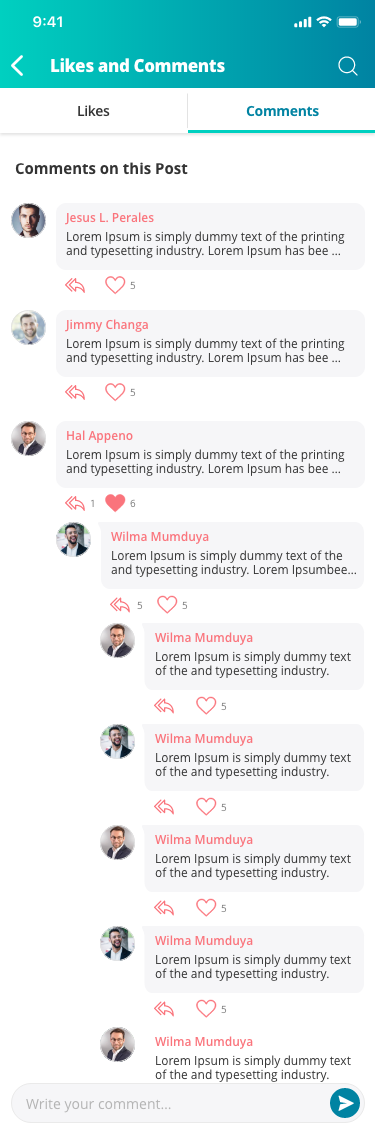 9:41
Likes and Comments
Likes
Comments
Comments on this Post
Jesus L. Perales
Lorem Ipsum is simply dummy text of the printing
and typesetting industry. Lorem Ipsum has bee ...
5
Jimmy Changa
Lorem Ipsum is simply dummy text of the printing
and typesetting industry. Lorem Ipsum has bee ...
5
Hal Appeno
Lorem Ipsum is simply dummy text of the printing
and typesetting industry. Lorem Ipsum has bee ...
1 6
Wilma Mumduya
Lorem Ipsum is simply dummy text of the
and typesetting industry. Lorem Ipsumbee...
5 5
Wilma Mumduya
Lorem Ipsum is simply dummy text
of the and typesetting industry.
5
Wilma Mumduya
Lorem Ipsum is simply dummy text
of the and typesetting industry.
5
Wilma Mumduya
Lorem Ipsum is simply dummy text
of the and typesetting industry.
5
Wilma Mumduya
Lorem Ipsum is simply dummy text
of the and typesetting industry.
5
Wilma Mumduya
Lorem Ipsum is simply dummy text
of the and typesetting industry.
Write your comment...